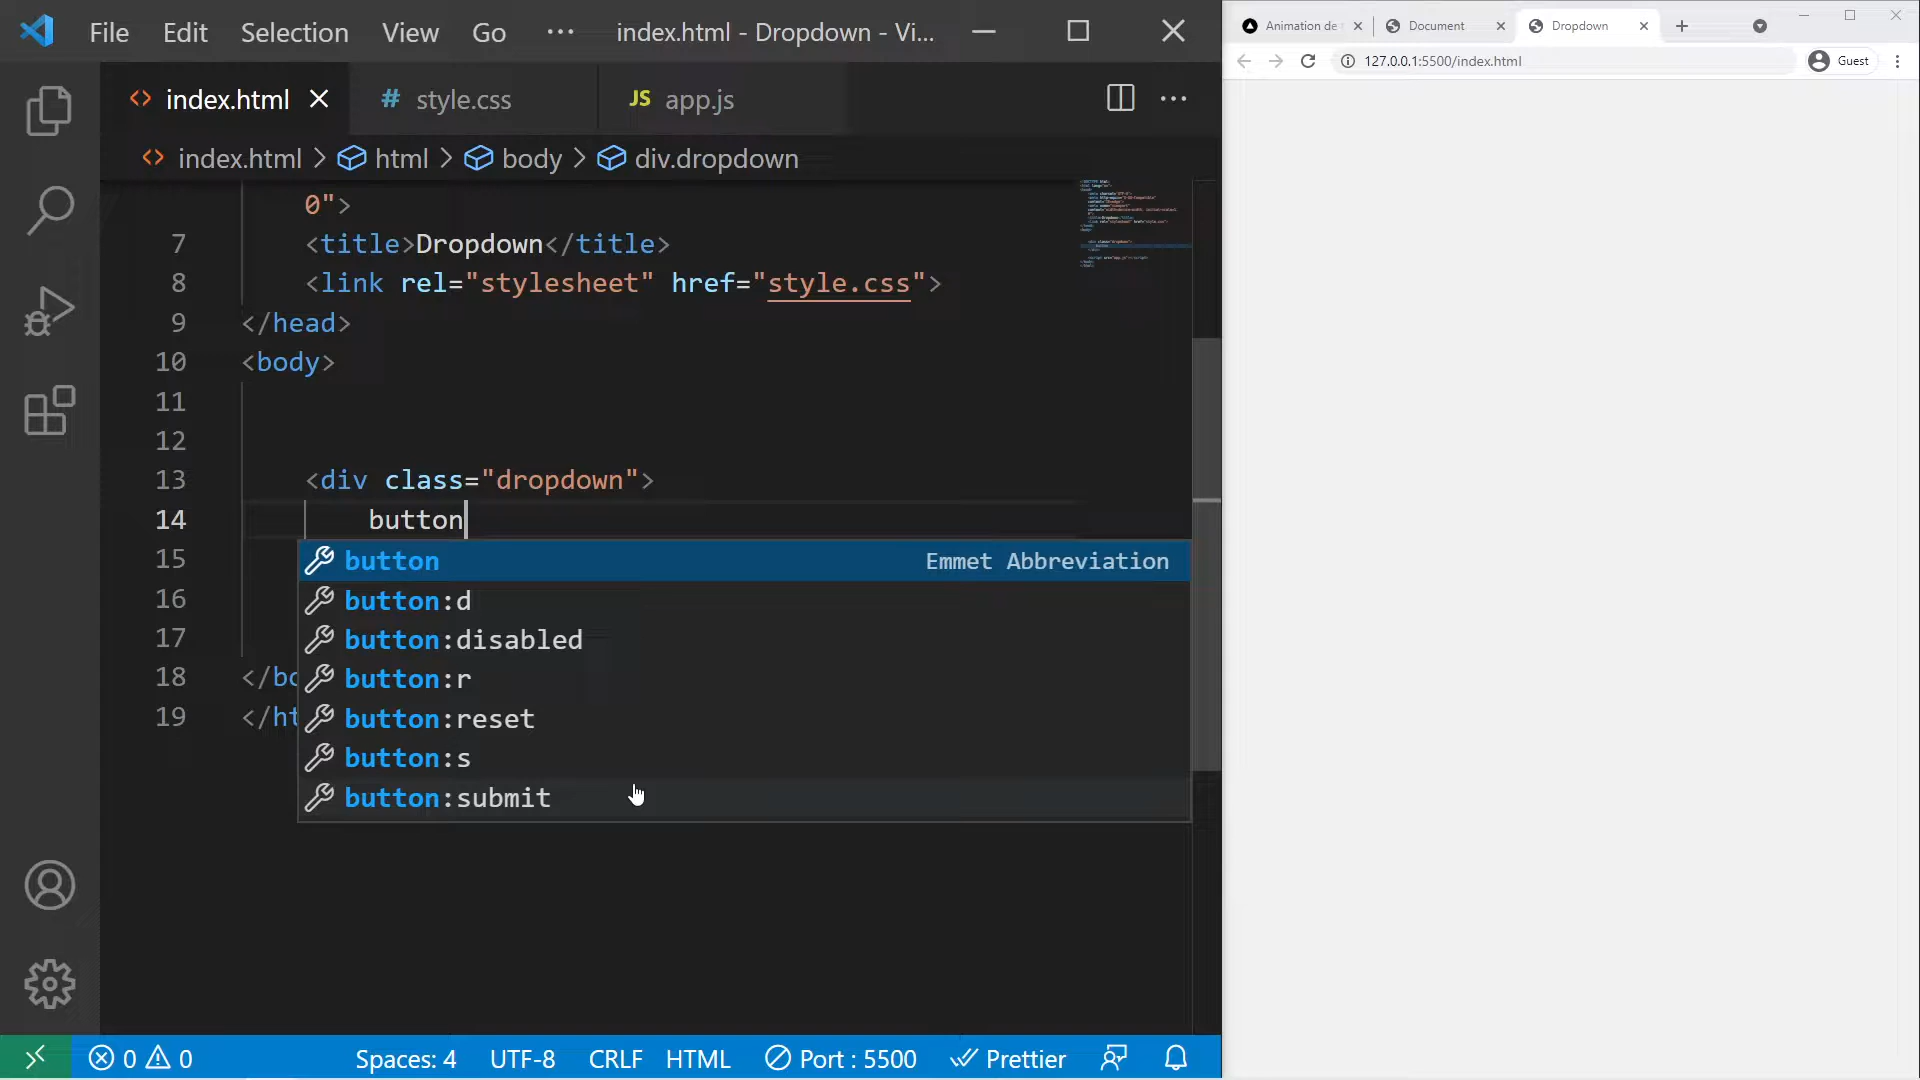 File Edit Selection View Go ··· index.html - Dropdown - Vi...
index.html style.css JS app.js
index.html > html > body > div.dropdown
0">
7 <title>Dropdown</title>
8 <link rel="stylesheet" href="style.css">
9 </head>
10 <body>
11
12
13 <div class="dropdown">
14 button
15 button Emmet Abbreviation
16 button:d
17 button:disabled
18 </bo button:r
19 </ht button:reset
button:s
button:submit
0 0 Spaces: 4 UTF-8 CRLF HTML Port : 5500 Prettier
Animation de Document Dropdown
127.0.0.1:5500/index.html Guest